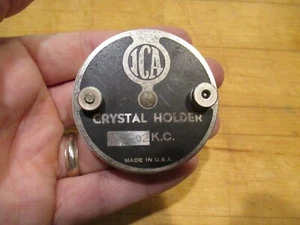 ICA
CRYSTAL HOLDER
K.C.
MADE IN U.S.A.